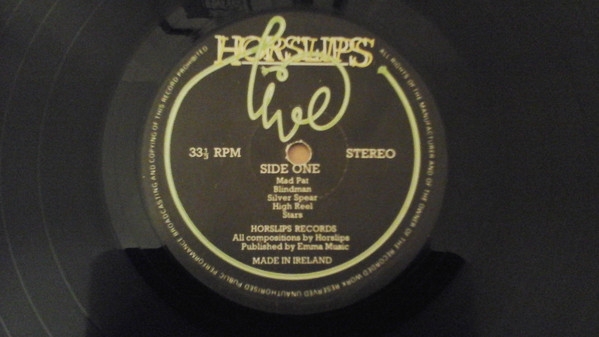 HORSLIPS
Live
33⅓ RPM
STEREO
SIDE ONE
Mad Pat
Blindman
Silver Spear
High Reel
Stars
HORSLIPS RECORDS
All compositions by Horslips
Published by Emma Music
MADE IN IRELAND
ALL RIGHTS OF THE MANUFACTURER AND OF THE OWNER OF THE RECORDED WORK RESERVED UNAUTHORISED PUBLIC PERFORMANCE BROADCASTING AND COPYING OF THIS RECORD PROHIBITED